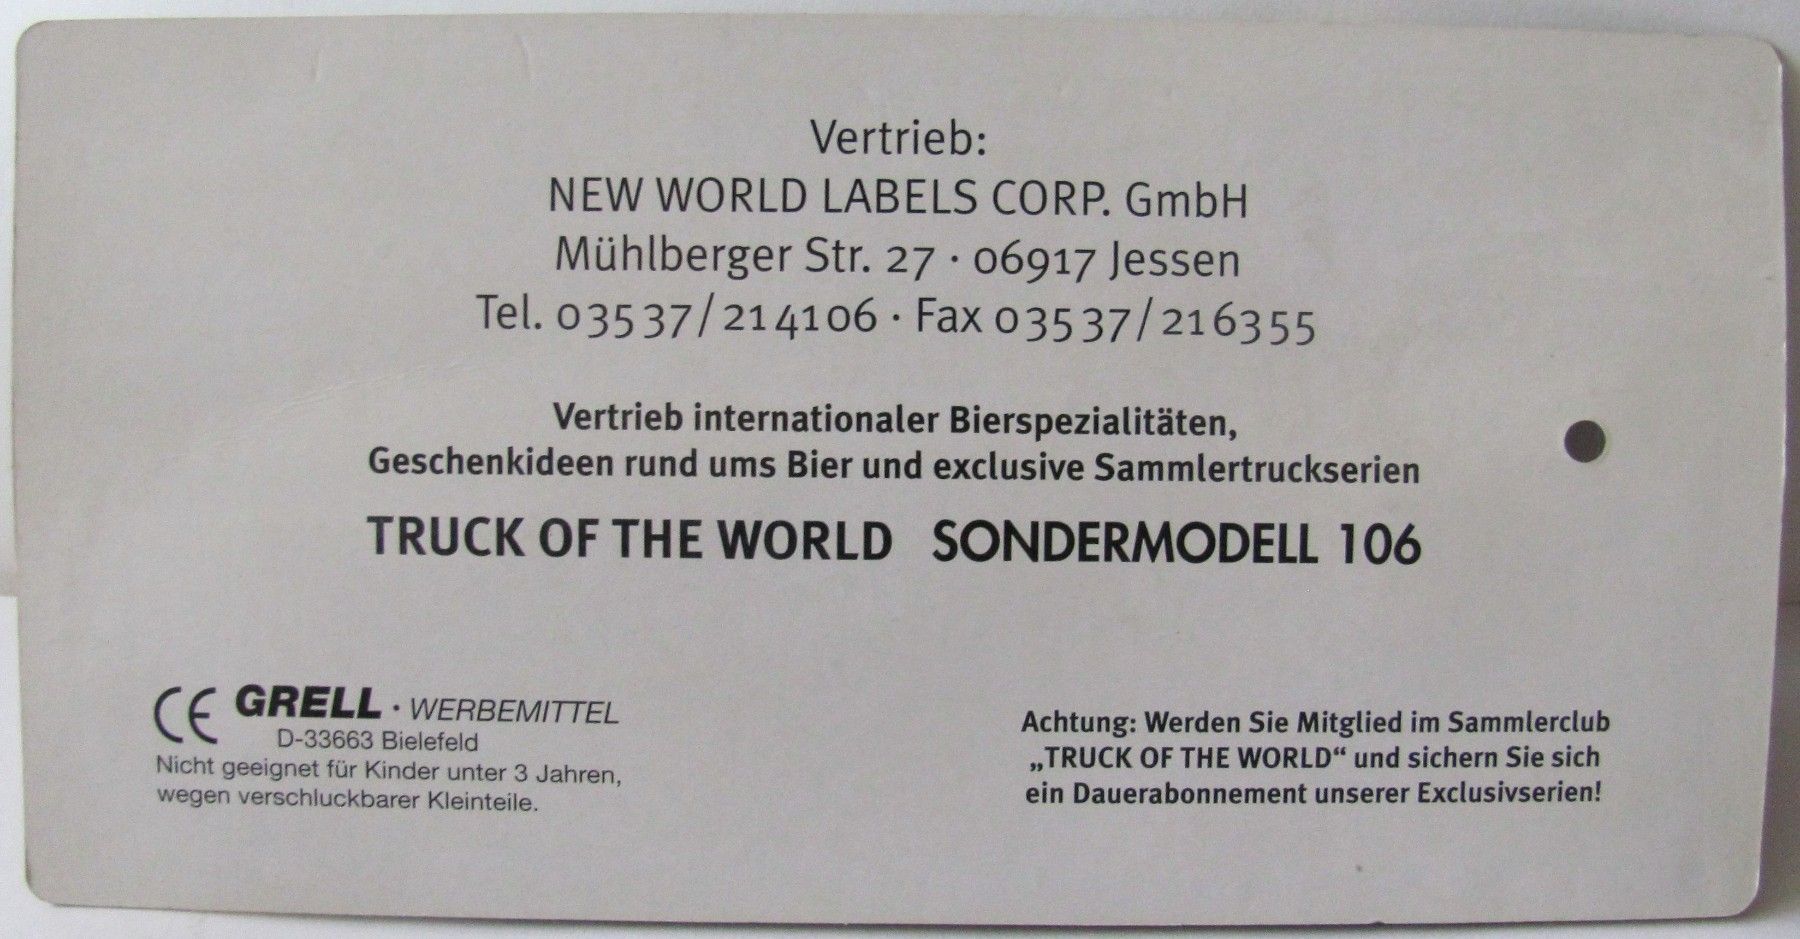 Vertrieb:
NEW WORLD LABELS CORP. GmbH
Mühlberger Str. 27 · 06917 Jessen
Tel. 03537/214106 · Fax 03537/216355
Vertrieb internationaler Bierspezialitäten,
Geschenkideen rund ums Bier und exclusive Sammlertruckserien
TRUCK OF THE WORLD SONDERMODELL 106
CE GRELL · WERBEMITTEL
D-33663 Bielefeld
Nicht geeignet für Kinder unter 3 Jahren,
wegen verschluckbarer Kleinteile.
Achtung: Werden Sie Mitglied im Sammlerclub
„TRUCK OF THE WORLD“ und sichern Sie sich
ein Dauerabonnement unserer Exclusivserien!